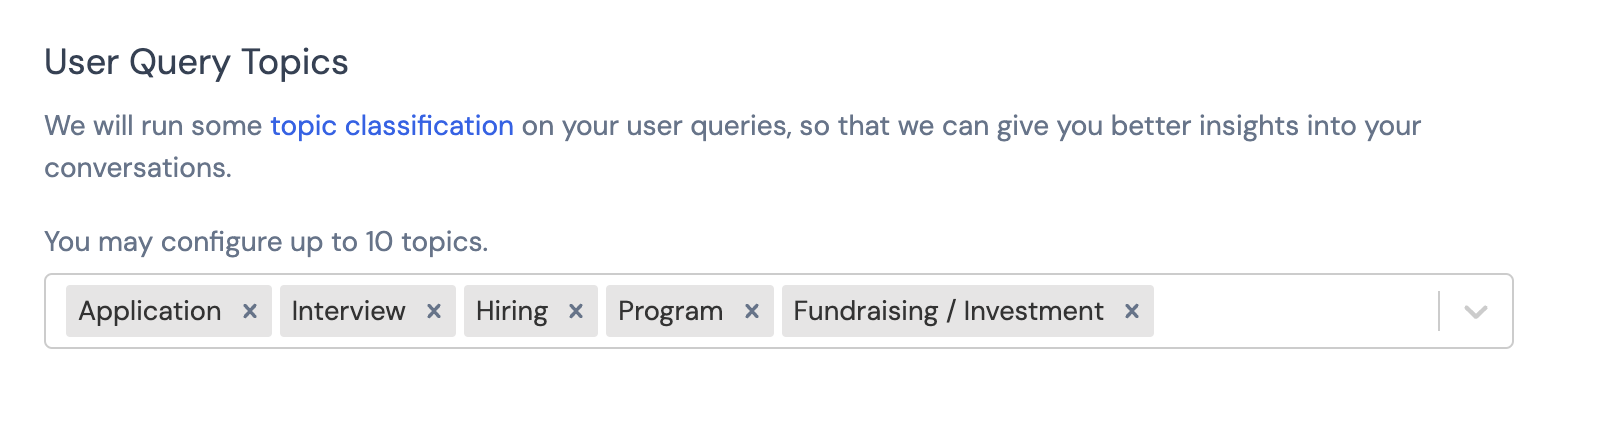 User Query Topics
We will run some topic classification on your user queries, so that we can give you better insights into your
conversations.
You may configure up to 10 topics.
Application × Interview × Hiring × Program × Fundraising / Investment ×